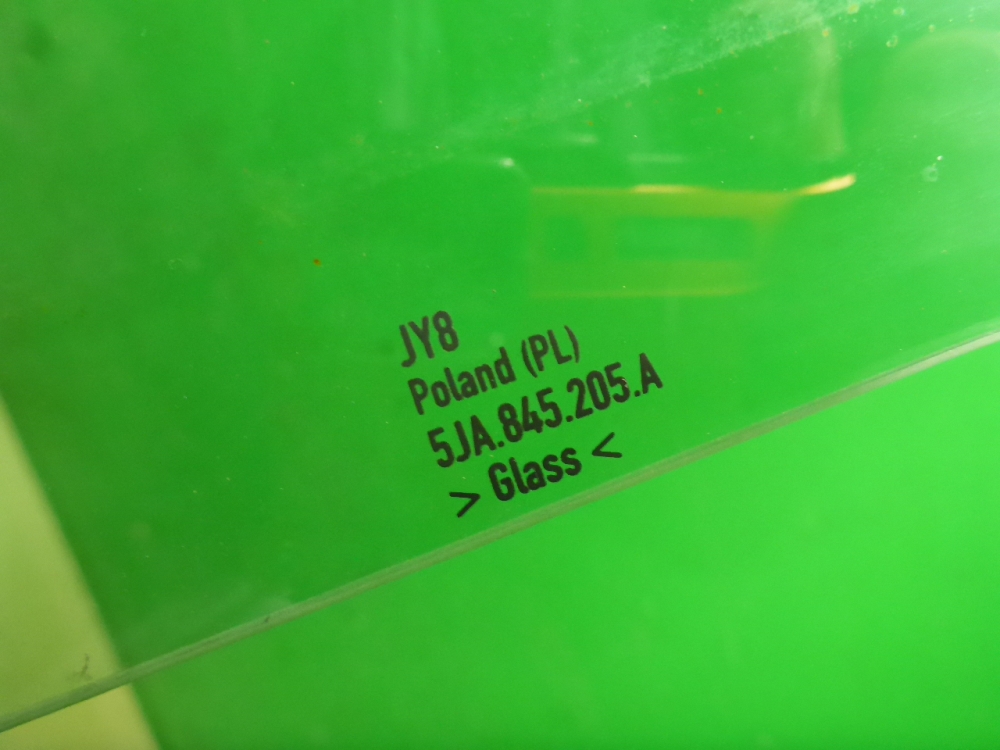 JY8
Poland (PL)
5JA.845.205.A
> Glass <